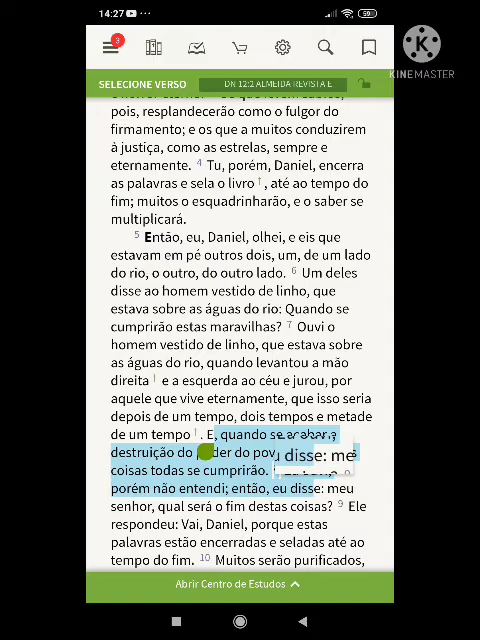 14:27
59
3
KINEMASTER
SELECIONE VERSO DN 12:2 ALMEIDA REVISTA E
pois, resplandecerão como o fulgor do
firmamento; e os que a muitos conduzirem
à justiça, como as estrelas, sempre e
eternamente. 4 Tu, porém, Daniel, encerra
as palavras e sela o livro †, até ao tempo do
fim; muitos o esquadrinharão, e o saber se
multiplicará.
5 Então, eu, Daniel, olhei, e eis que
estavam em pé outros dois, um, de um lado
do rio, o outro, do outro lado. 6 Um deles
disse ao homem vestido de linho, que
estava sobre as águas do rio: Quando se
cumprirão estas maravilhas? 7 Ouvi o
homem vestido de linho, que estava sobre
as águas do rio, quando levantou a mão
direita † e a esquerda ao céu e jurou, por
aquele que vive eternamente, que isso seria
depois de um tempo, dois tempos e metade
de um tempo †. E, quando se
destruição do der do pov
u disse: me
coisas todas se cumprirão.
porém não entendi; então, eu disse: meu
senhor, qual será o fim destas coisas? 9 Ele
respondeu: Vai, Daniel, porque estas
palavras estão encerradas e seladas até ao
tempo do fim. 10 Muitos serão purificados,
Abrir Centro de Estudos